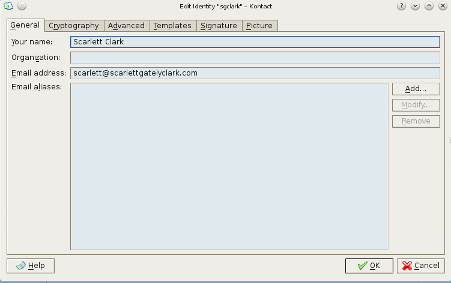 Edit Identity "sgclark" – Kontact
General Cryptography Advanced Templates Signature Picture
Your name: Scarlett Clark
Organization:
Email address: scarlett@scarlettgatelyclark.com
Email aliases: Add...
Modify...
Remove
Help OK Cancel